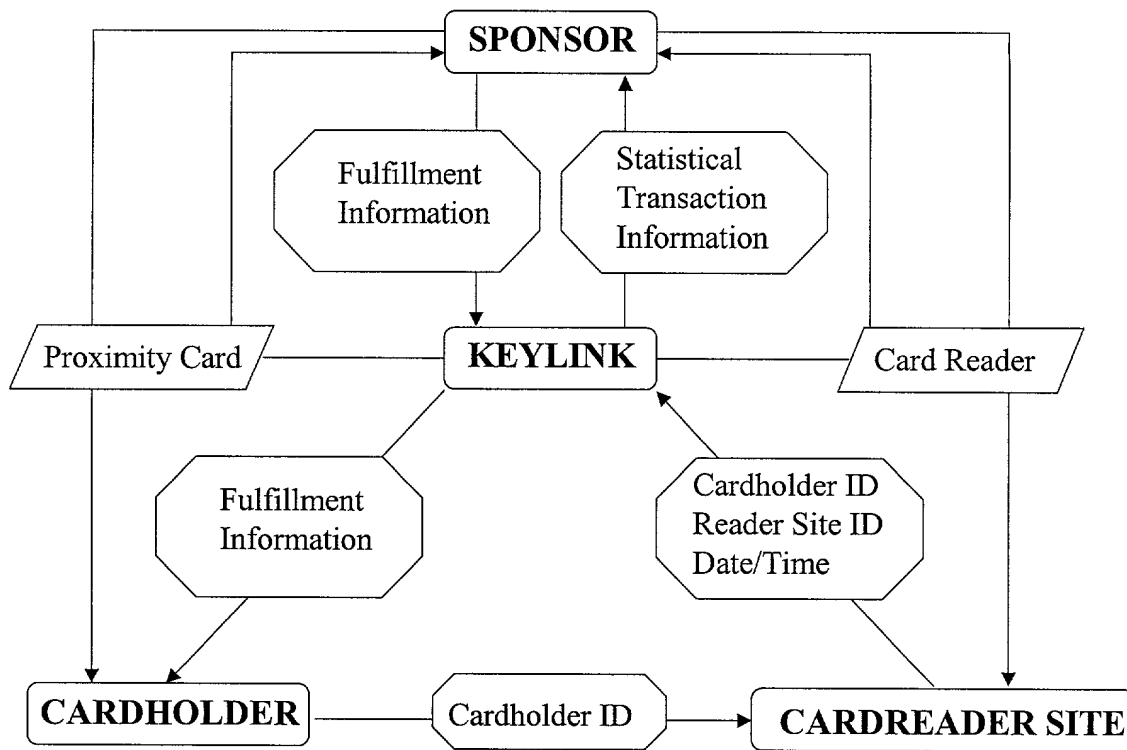 SPONSOR
Fulfillment
Information
Statistical
Transaction
Information
Proximity Card
KEYLINK
Card Reader
Fulfillment
Information
Cardholder ID
Reader Site ID
Date/Time
CARDHOLDER
Cardholder ID
CARDREADER SITE